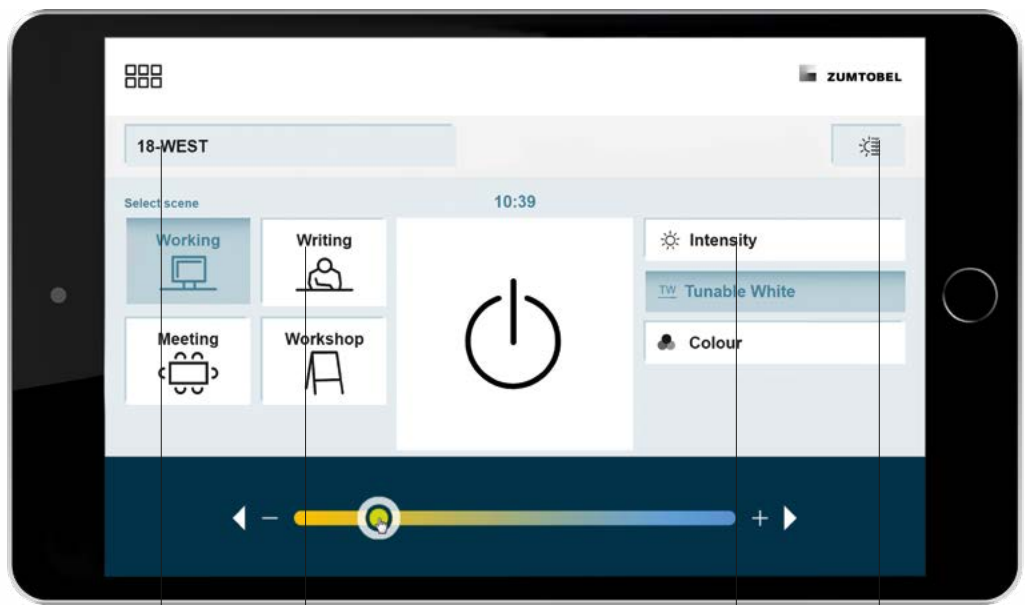 ZUMTOBEL
18-WEST
Select scene
10:39
Working
Writing
Meeting
Workshop
Intensity
TW Tunable White
Colour